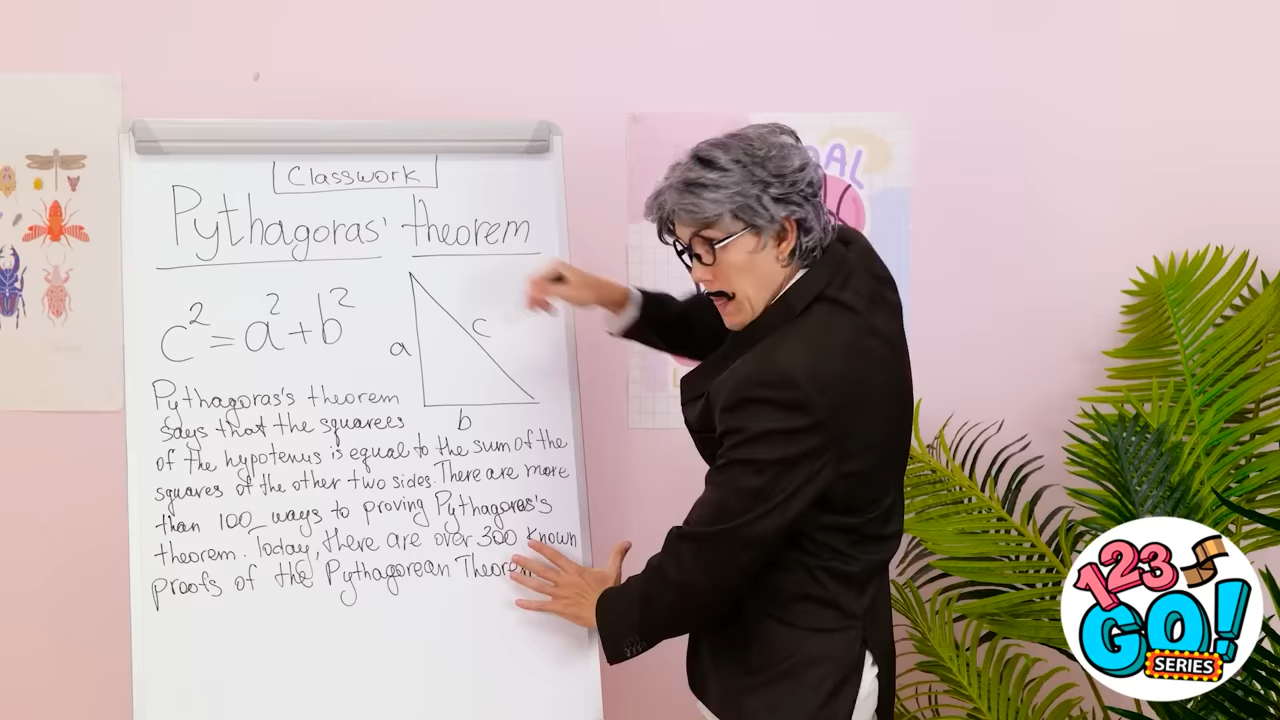 Classwork
Pythagoras' theorem
c²=a²+b²
a
c
b
Pythagoras's theorem
says that the squarees
of the hypotenus is equal to the sum of the
squares of the other two sides. There are more
than 100 ways to proving Pythagoras's
theorem. Today, there are over 300 known
proofs of the Pythagorean Theorem
123
GO!
SERIES